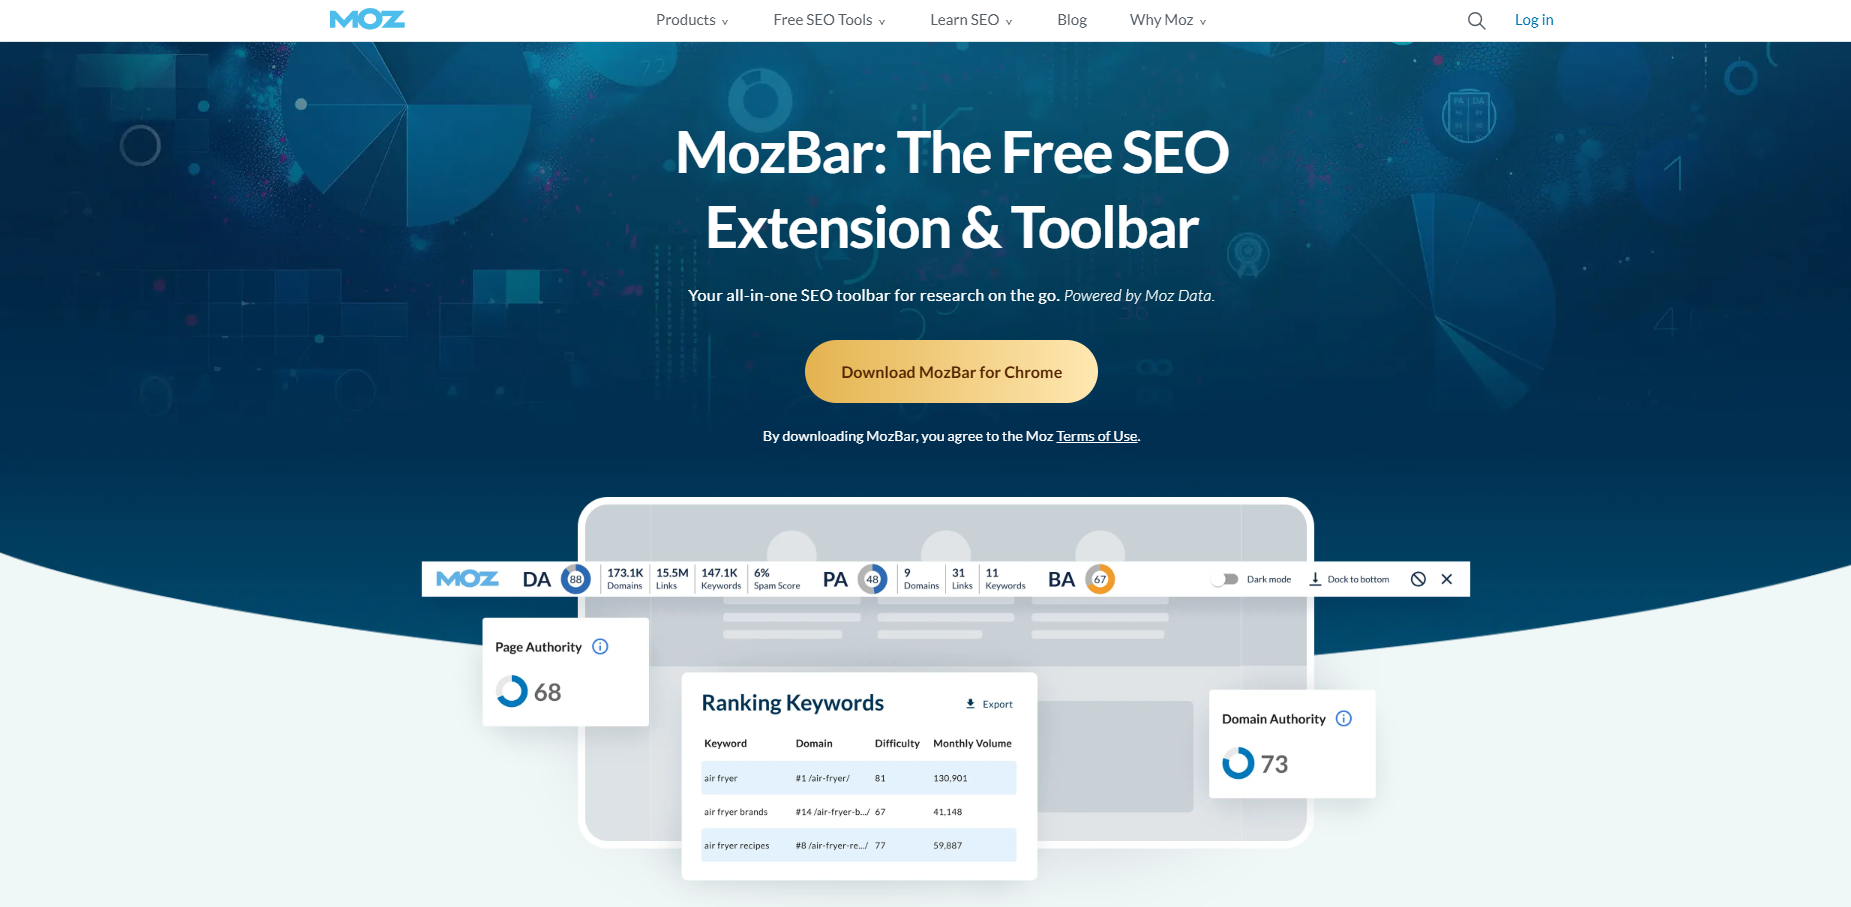 MOZ
Products
Free SEO Tools
Learn SEO
Blog
Why Moz
Log in
MozBar: The Free SEO
Extension & Toolbar
Your all-in-one SEO toolbar for research on the go. Powered by Moz Data.
Download MozBar for Chrome
By downloading MozBar, you agree to the Moz Terms of Use.
MOZ DA 88 173.1K Domains 15.5M Links 147.1K Keywords 6% Spam Score PA 48 9 Domains 31 Links 11 Keywords BA 67 Dark mode Dock to bottom
Page Authority
68
Ranking Keywords Export
Keyword Domain Difficulty Monthly Volume
air fryer #1 /air-fryer/ 81 130,901
air fryer brands #14 /air-fryer-b.../ 67 41,148
air fryer recipes #8 /air-fryer-re.../ 77 59,887
Domain Authority
73